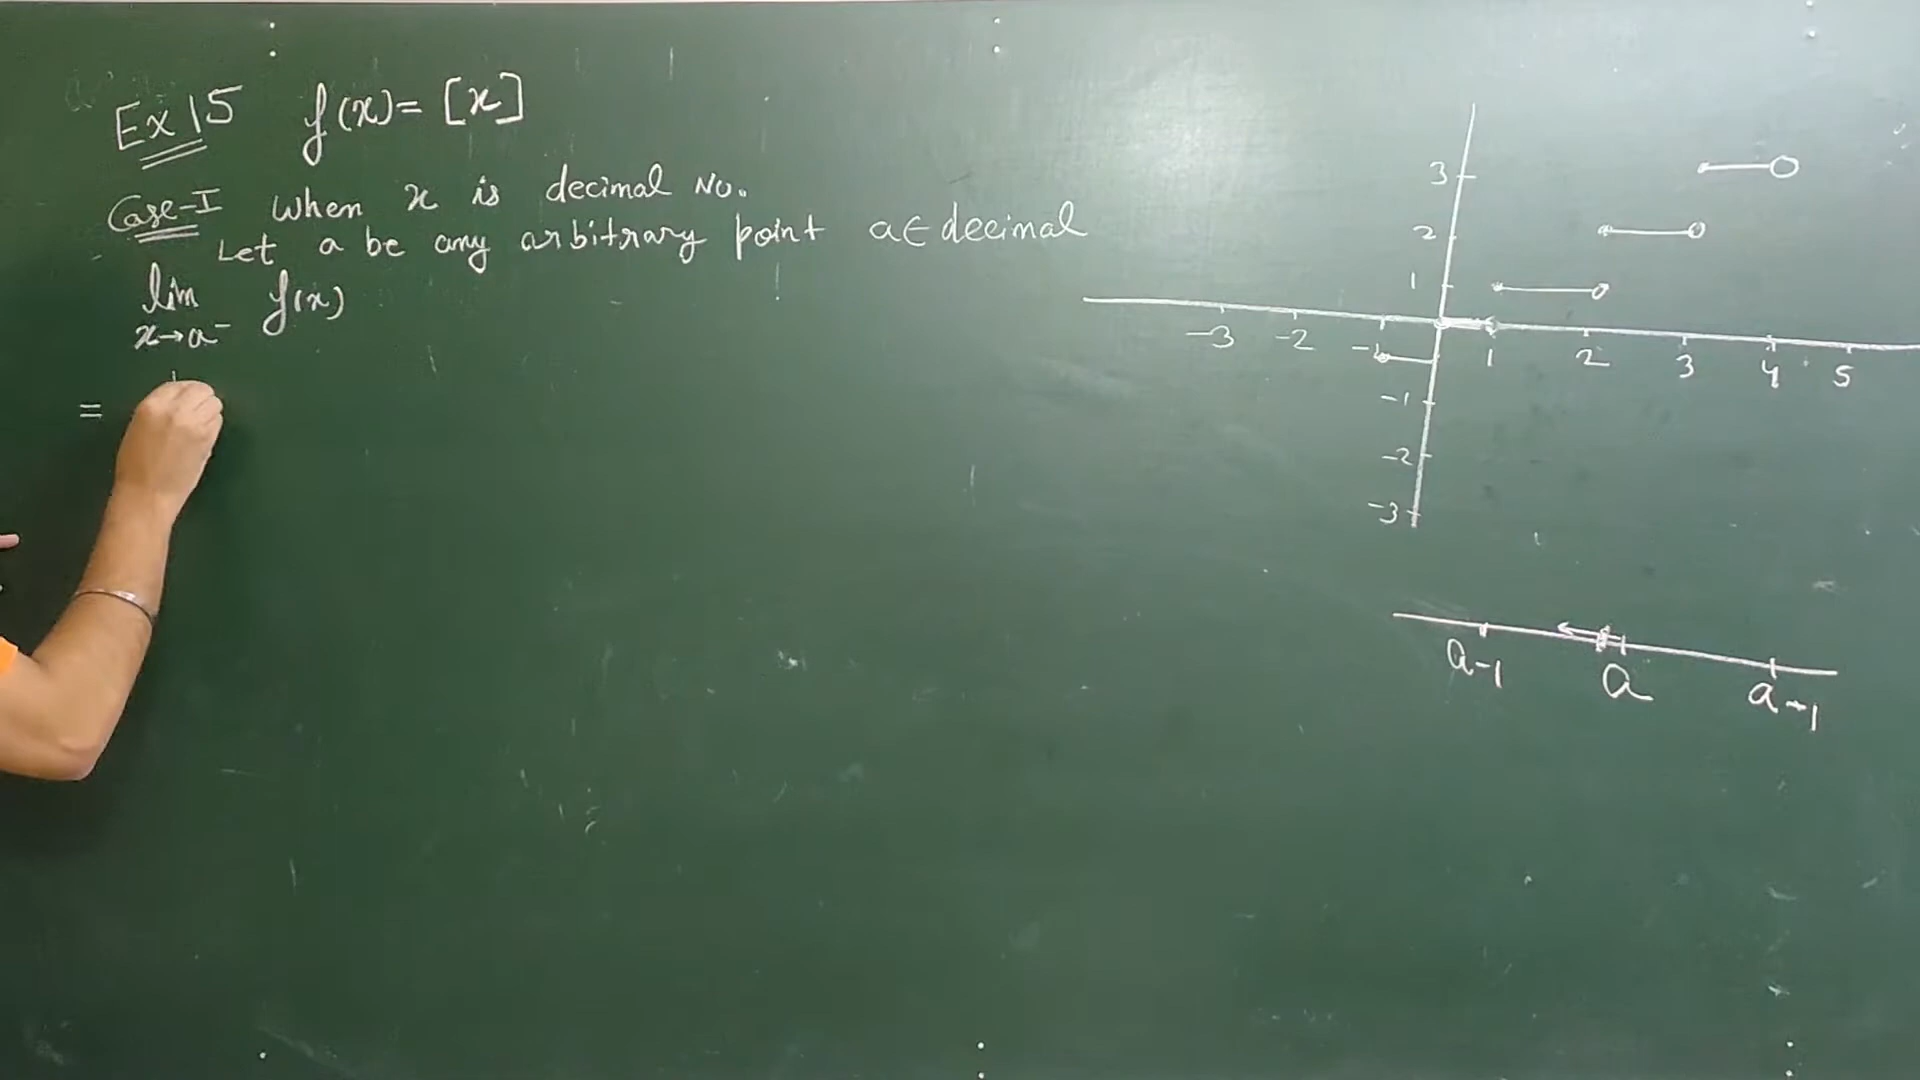 Ex 15 f(x) = [x]
Case-I When x is decimal No.
Let a be any arbitrary point a ∈ decimal
lim f(x)
x→a⁻
=
3
2
1
-3 -2 -1 1 2 3 4 5
-1
-2
-3
a-1 a a+1